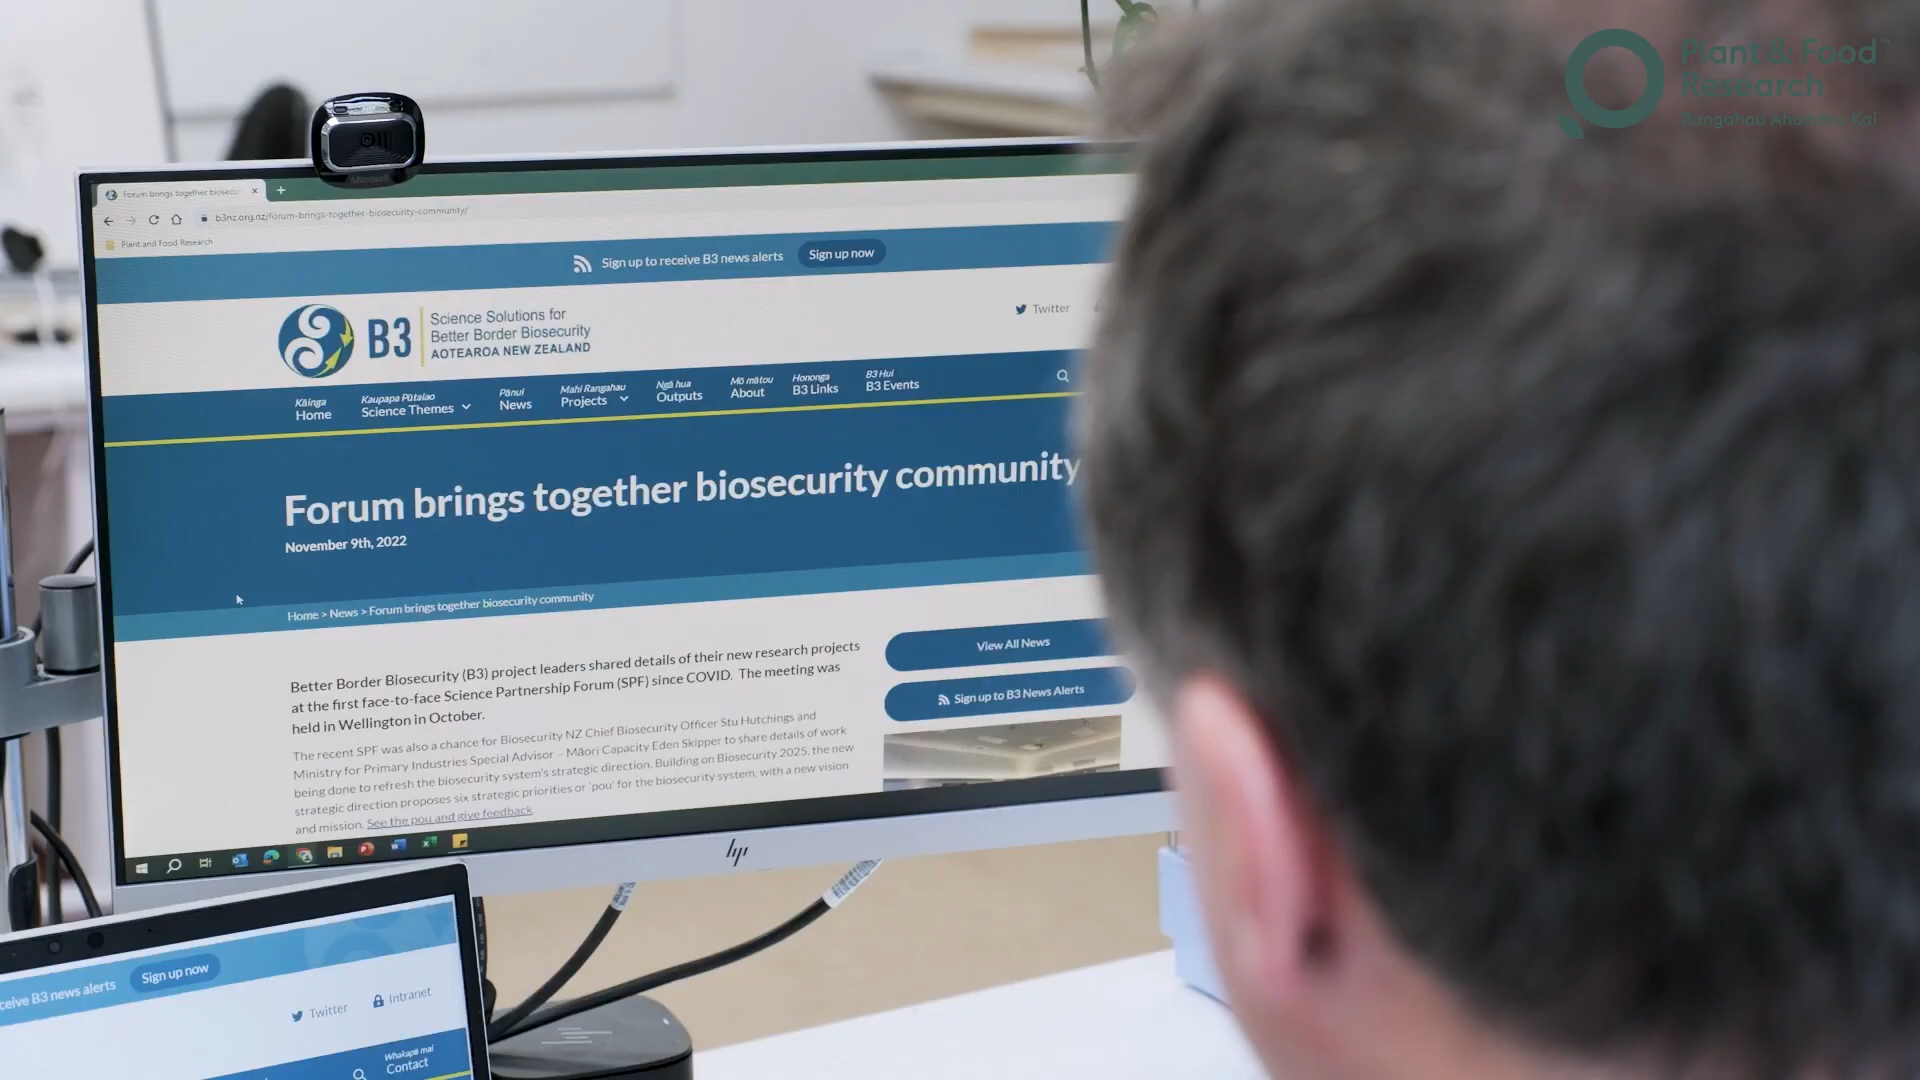 Plant & Food™
Research
Rangahau Ahumāra Kai
Microsoft
Forum brings together biosecu
b3nz.org.nz/forum-brings-together-biosecurity-community/
Plant and Food Research
Sign up to receive B3 news alerts
Sign up now
B3
Science Solutions for
Better Border Biosecurity
AOTEAROA NEW ZEALAND
Twitter
Kāinga
Home
Kaupapa Pūtaiao
Science Themes
Pānui
News
Mahi Rangahau
Projects
Ngā hua
Outputs
Mō mātou
About
Hononga
B3 Links
B3 Hui
B3 Events
Forum brings together biosecurity community
November 9th, 2022
Home > News > Forum brings together biosecurity community
Better Border Biosecurity (B3) project leaders shared details of their new research projects
at the first face-to-face Science Partnership Forum (SPF) since COVID. The meeting was
held in Wellington in October.
The recent SPF was also a chance for Biosecurity NZ Chief Biosecurity Officer Stu Hutchings and
Ministry for Primary Industries Special Advisor – Māori Capacity Eden Skipper to share details of work
being done to refresh the biosecurity system's strategic direction. Building on Biosecurity 2025, the new
strategic direction proposes six strategic priorities or 'pou' for the biosecurity system, with a new vision
and mission. See the pou and give feedback.
View All News
Sign up to B3 News Alerts
hp
ceive B3 news alerts
Sign up now
Twitter
Intranet
Whakapā mai
Contact